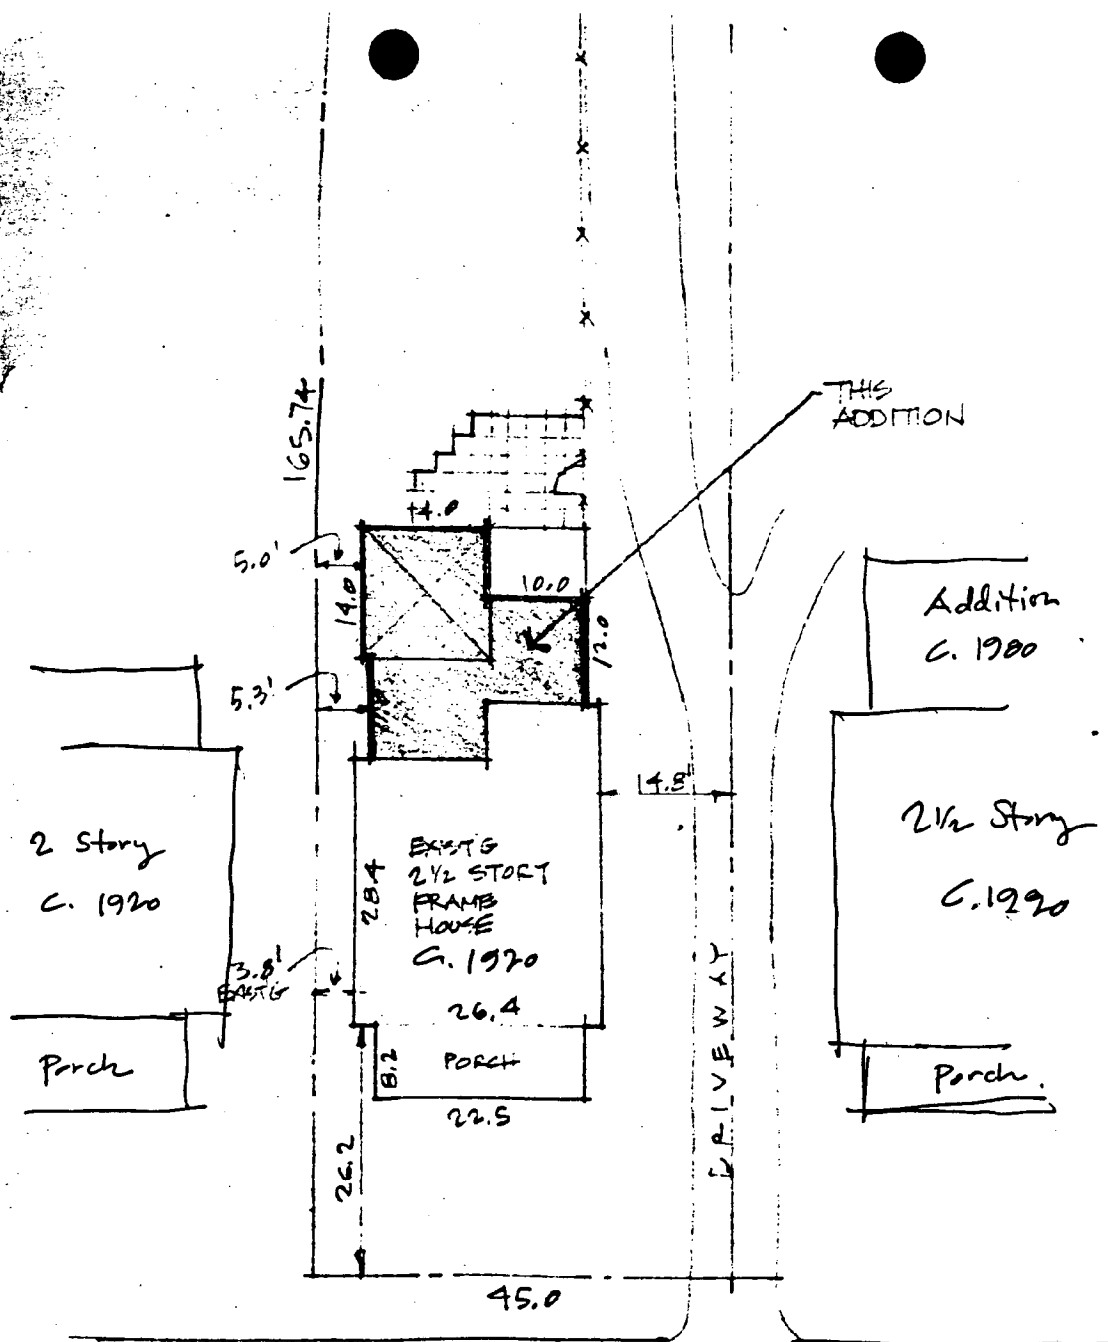 THIS
ADDITION
165.74
14.0
5.0'
14.0
10.0
12.0
Addition
C. 1980
5.3'
14.8'
2 Story
C. 1920
EXIST'G
2½ STORY
FRAME
HOUSE
C. 1920
28.4
2½ Story
C. 1920
3.8'
EXIST'G
26.4
DRIVEWAY
Porch
8.2
PORCH
Porch.
22.5
26.2
45.0